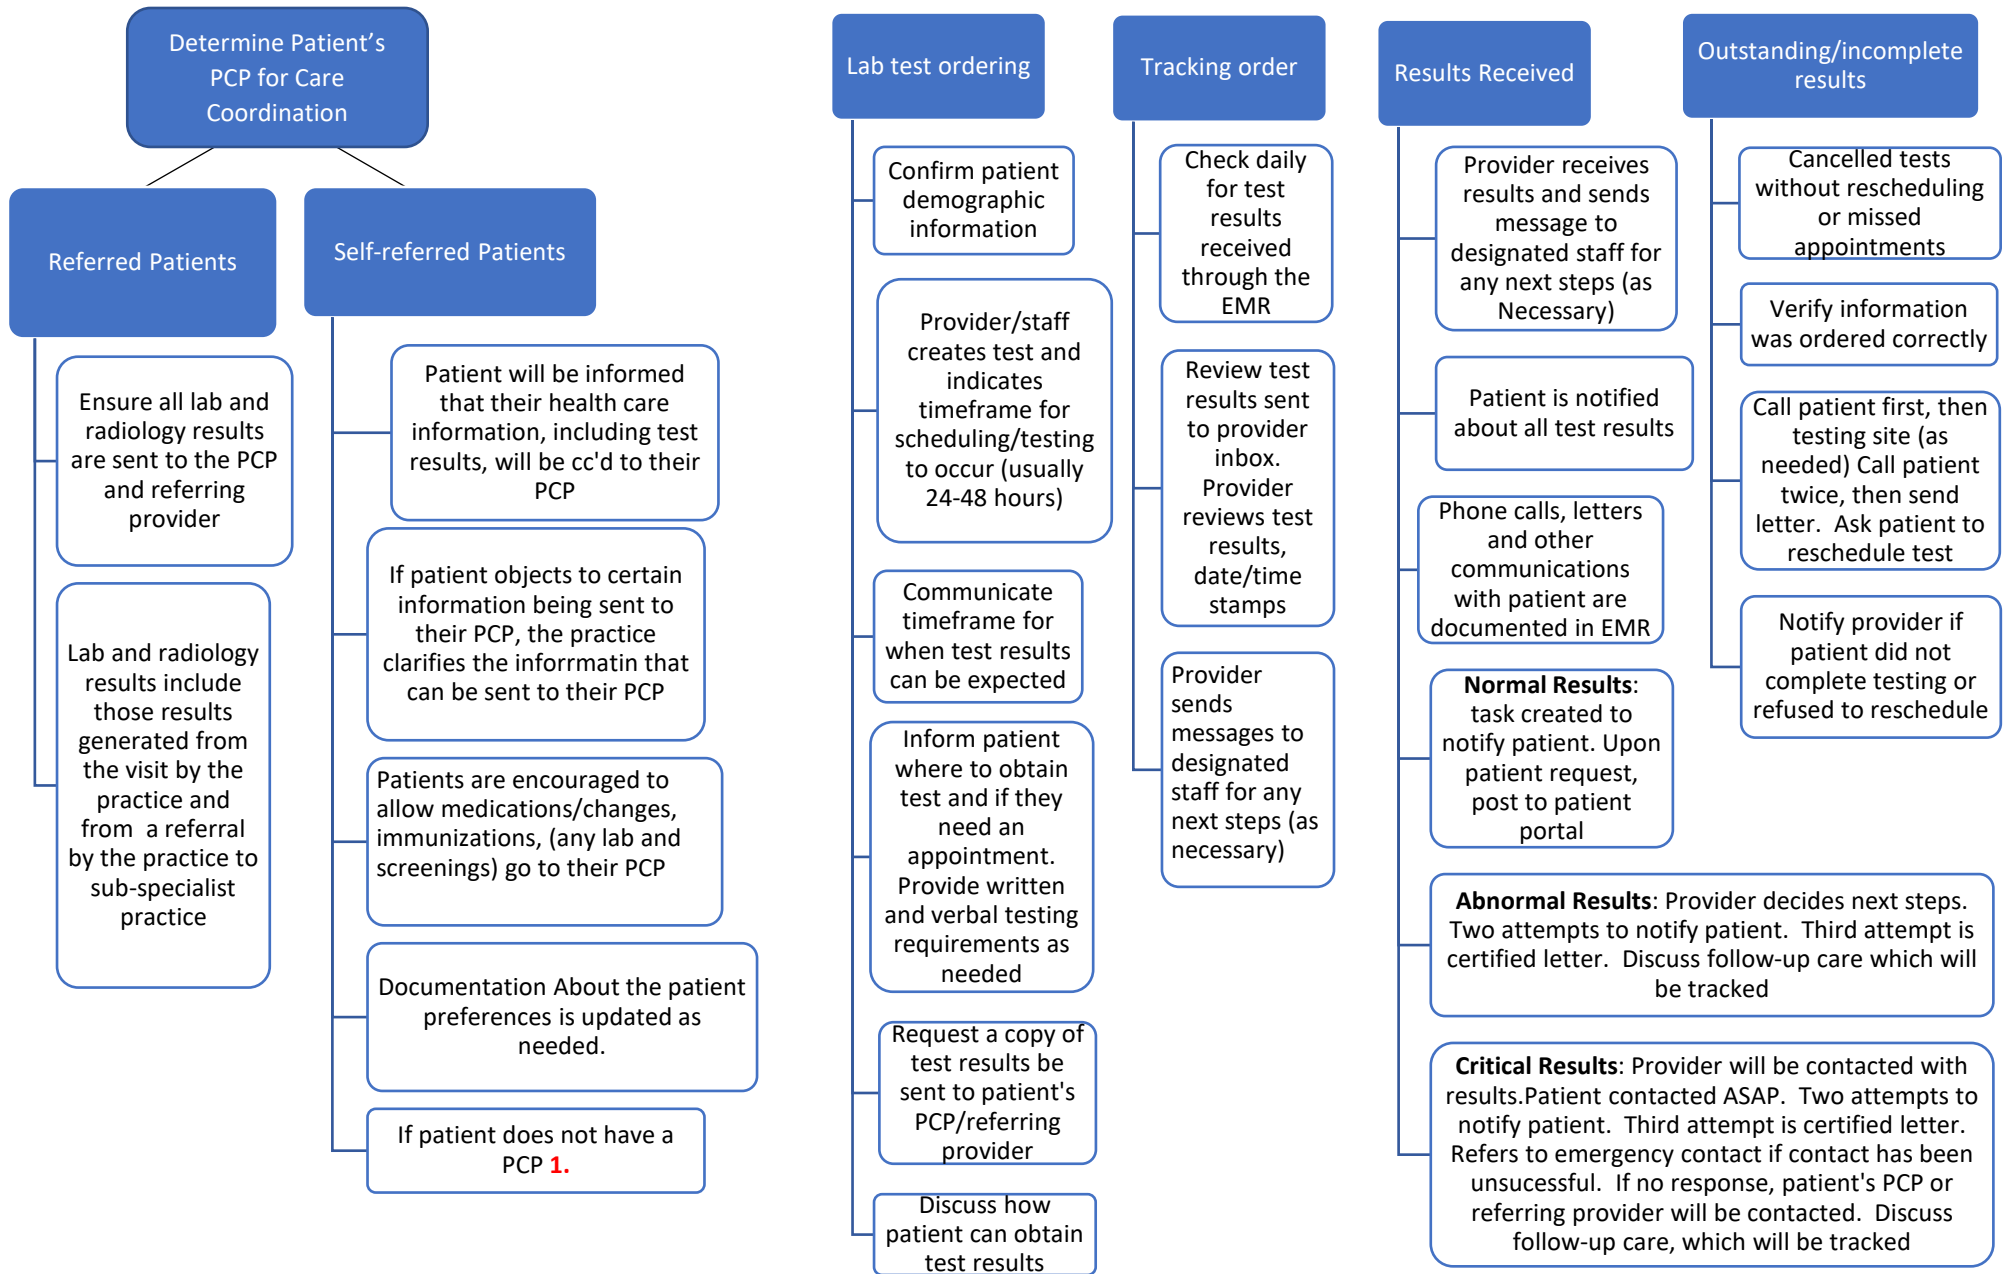 Determine Patient's
PCP for Care
Coordination
Referred Patients
Ensure all lab and
radiology results
are sent to the PCP
and referring
provider
Lab and radiology
results include
those results
generated from
the visit by the
practice and
from a referral
by the practice to
sub-specialist
practice
Self-referred Patients
Patient will be informed
that their health care
information, including test
results, will be cc'd to their
PCP
If patient objects to certain
information being sent to
their PCP, the practice
clarifies the inforrmatin that
can be sent to their PCP
Patients are encouraged to
allow medications/changes,
immunizations, (any lab and
screenings) go to their PCP
Documentation About the patient
preferences is updated as
needed.
If patient does not have a
PCP 1.
Lab test ordering
Confirm patient
demographic
information
Provider/staff
creates test and
indicates
timeframe for
scheduling/testing
to occur (usually
24-48 hours)
Communicate
timeframe for
when test results
can be expected
Inform patient
where to obtain
test and if they
need an
appointment.
Provide written
and verbal testing
requirements as
needed
Request a copy of
test results be
sent to patient's
PCP/referring
provider
Discuss how
patient can obtain
test results
Tracking order
Check daily
for test
results
received
through the
EMR
Review test
results sent
to provider
inbox.
Provider
reviews test
results,
date/time
stamps
Provider
sends
messages to
designated
staff for any
next steps (as
necessary)
Results Received
Provider receives
results and sends
message to
designated staff for
any next steps (as
Necessary)
Patient is notified
about all test results
Phone calls, letters
and other
communications
with patient are
documented in EMR
Normal Results:
task created to
notify patient. Upon
patient request,
post to patient
portal
Abnormal Results: Provider decides next steps.
Two attempts to notify patient. Third attempt is
certified letter. Discuss follow-up care which will
be tracked
Critical Results: Provider will be contacted with
results.Patient contacted ASAP. Two attempts to
notify patient. Third attempt is certified letter.
Refers to emergency contact if contact has been
unsucessful. If no response, patient's PCP or
referring provider will be contacted. Discuss
follow-up care, which will be tracked
Outstanding/incomplete
results
Cancelled tests
without rescheduling
or missed
appointments
Verify information
was ordered correctly
Call patient first, then
testing site (as
needed) Call patient
twice, then send
letter. Ask patient to
reschedule test
Notify provider if
patient did not
complete testing or
refused to reschedule